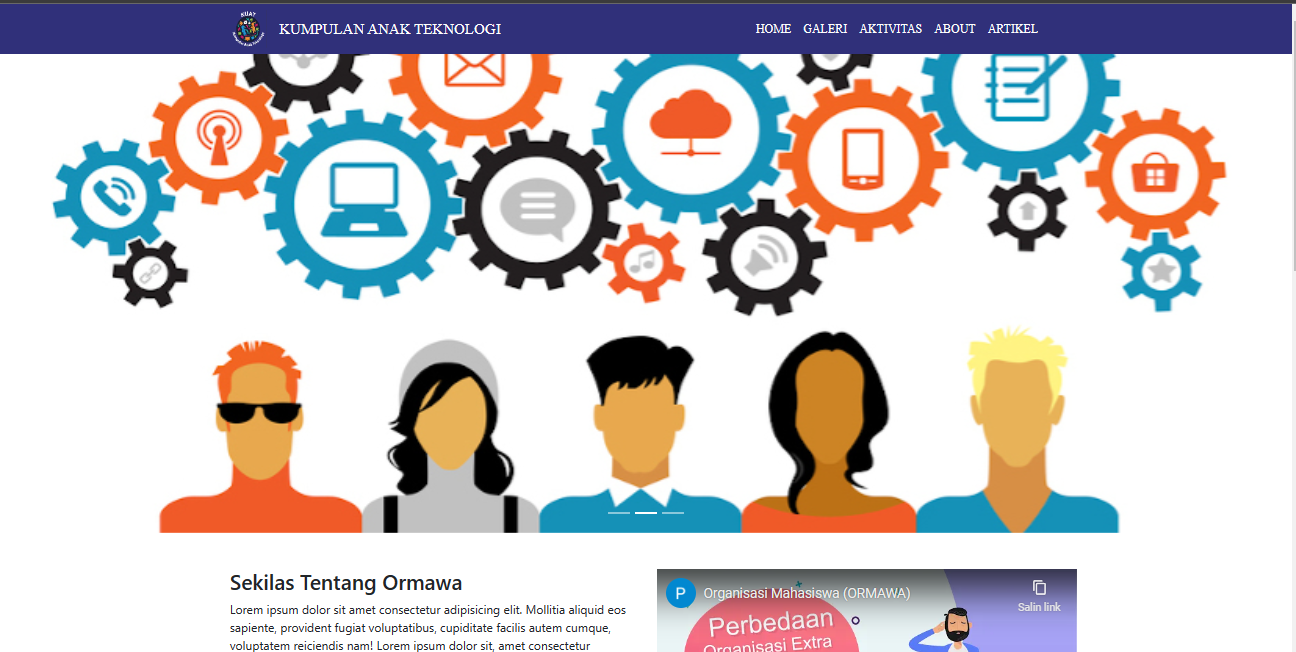 KUAT
KUMPULAN ANAK TEKNOLOGI
HOME GALERI AKTIVITAS ABOUT ARTIKEL
Sekilas Tentang Ormawa
Lorem ipsum dolor sit amet consectetur adipisicing elit. Mollitia aliquid eos
sapiente, provident fugiat voluptatibus, cupiditate facilis autem cumque,
voluptatem reiciendis nam! Lorem ipsum dolor sit, amet consectetur
P
Organisasi Mahasiswa (ORMAWA)
Salin link
Perbedaan
Organisasi Extra